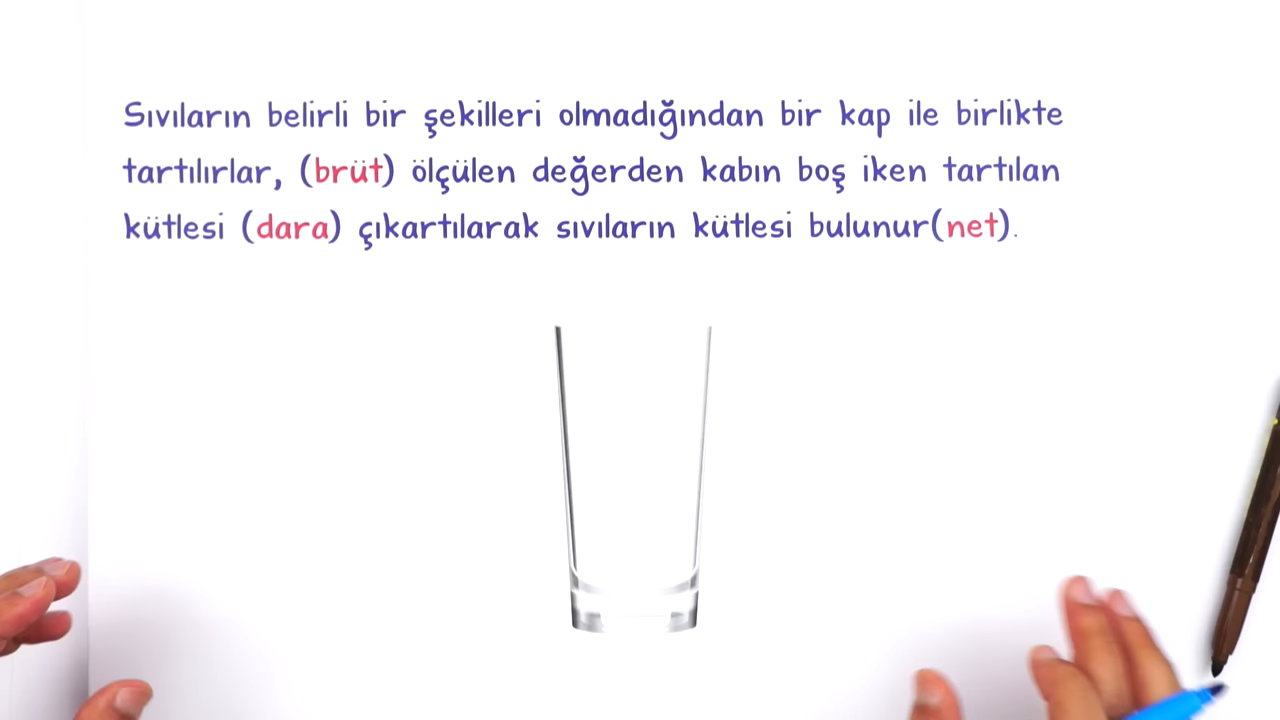 Sıvıların belirli bir şekilleri olmadığından bir kap ile birlikte
tartılırlar, (brüt) ölçülen değerden kabın boş iken tartılan
kütlesi (dara) çıkartılarak sıvıların kütlesi bulunur(net).